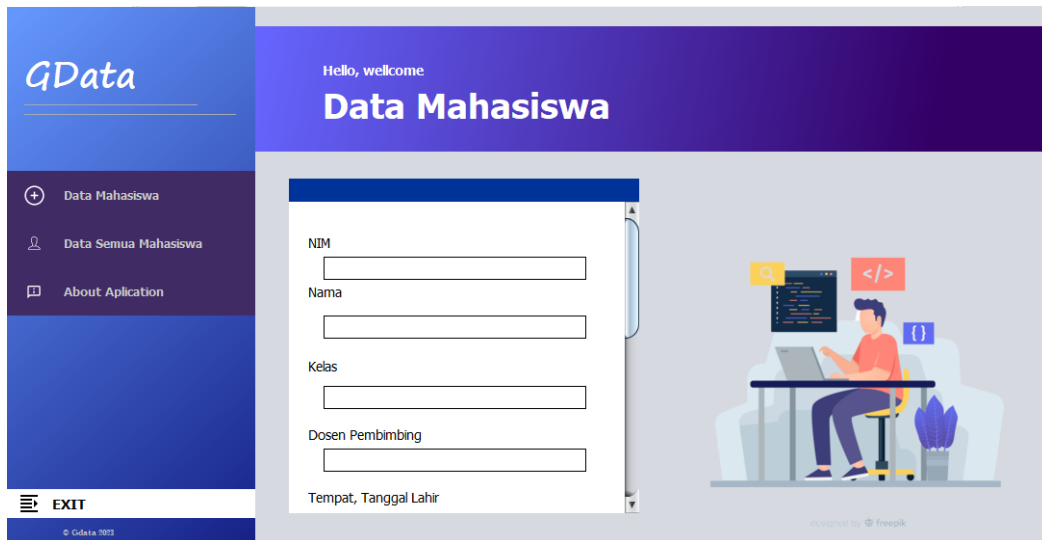 GData
Data Mahasiswa
Data Semua Mahasiswa
About Aplication
EXIT
© Gdata 2022
Hello, wellcome
Data Mahasiswa
NIM
Nama
Kelas
Dosen Pembimbing
Tempat, Tanggal Lahir
</>
{}
designed by freepik